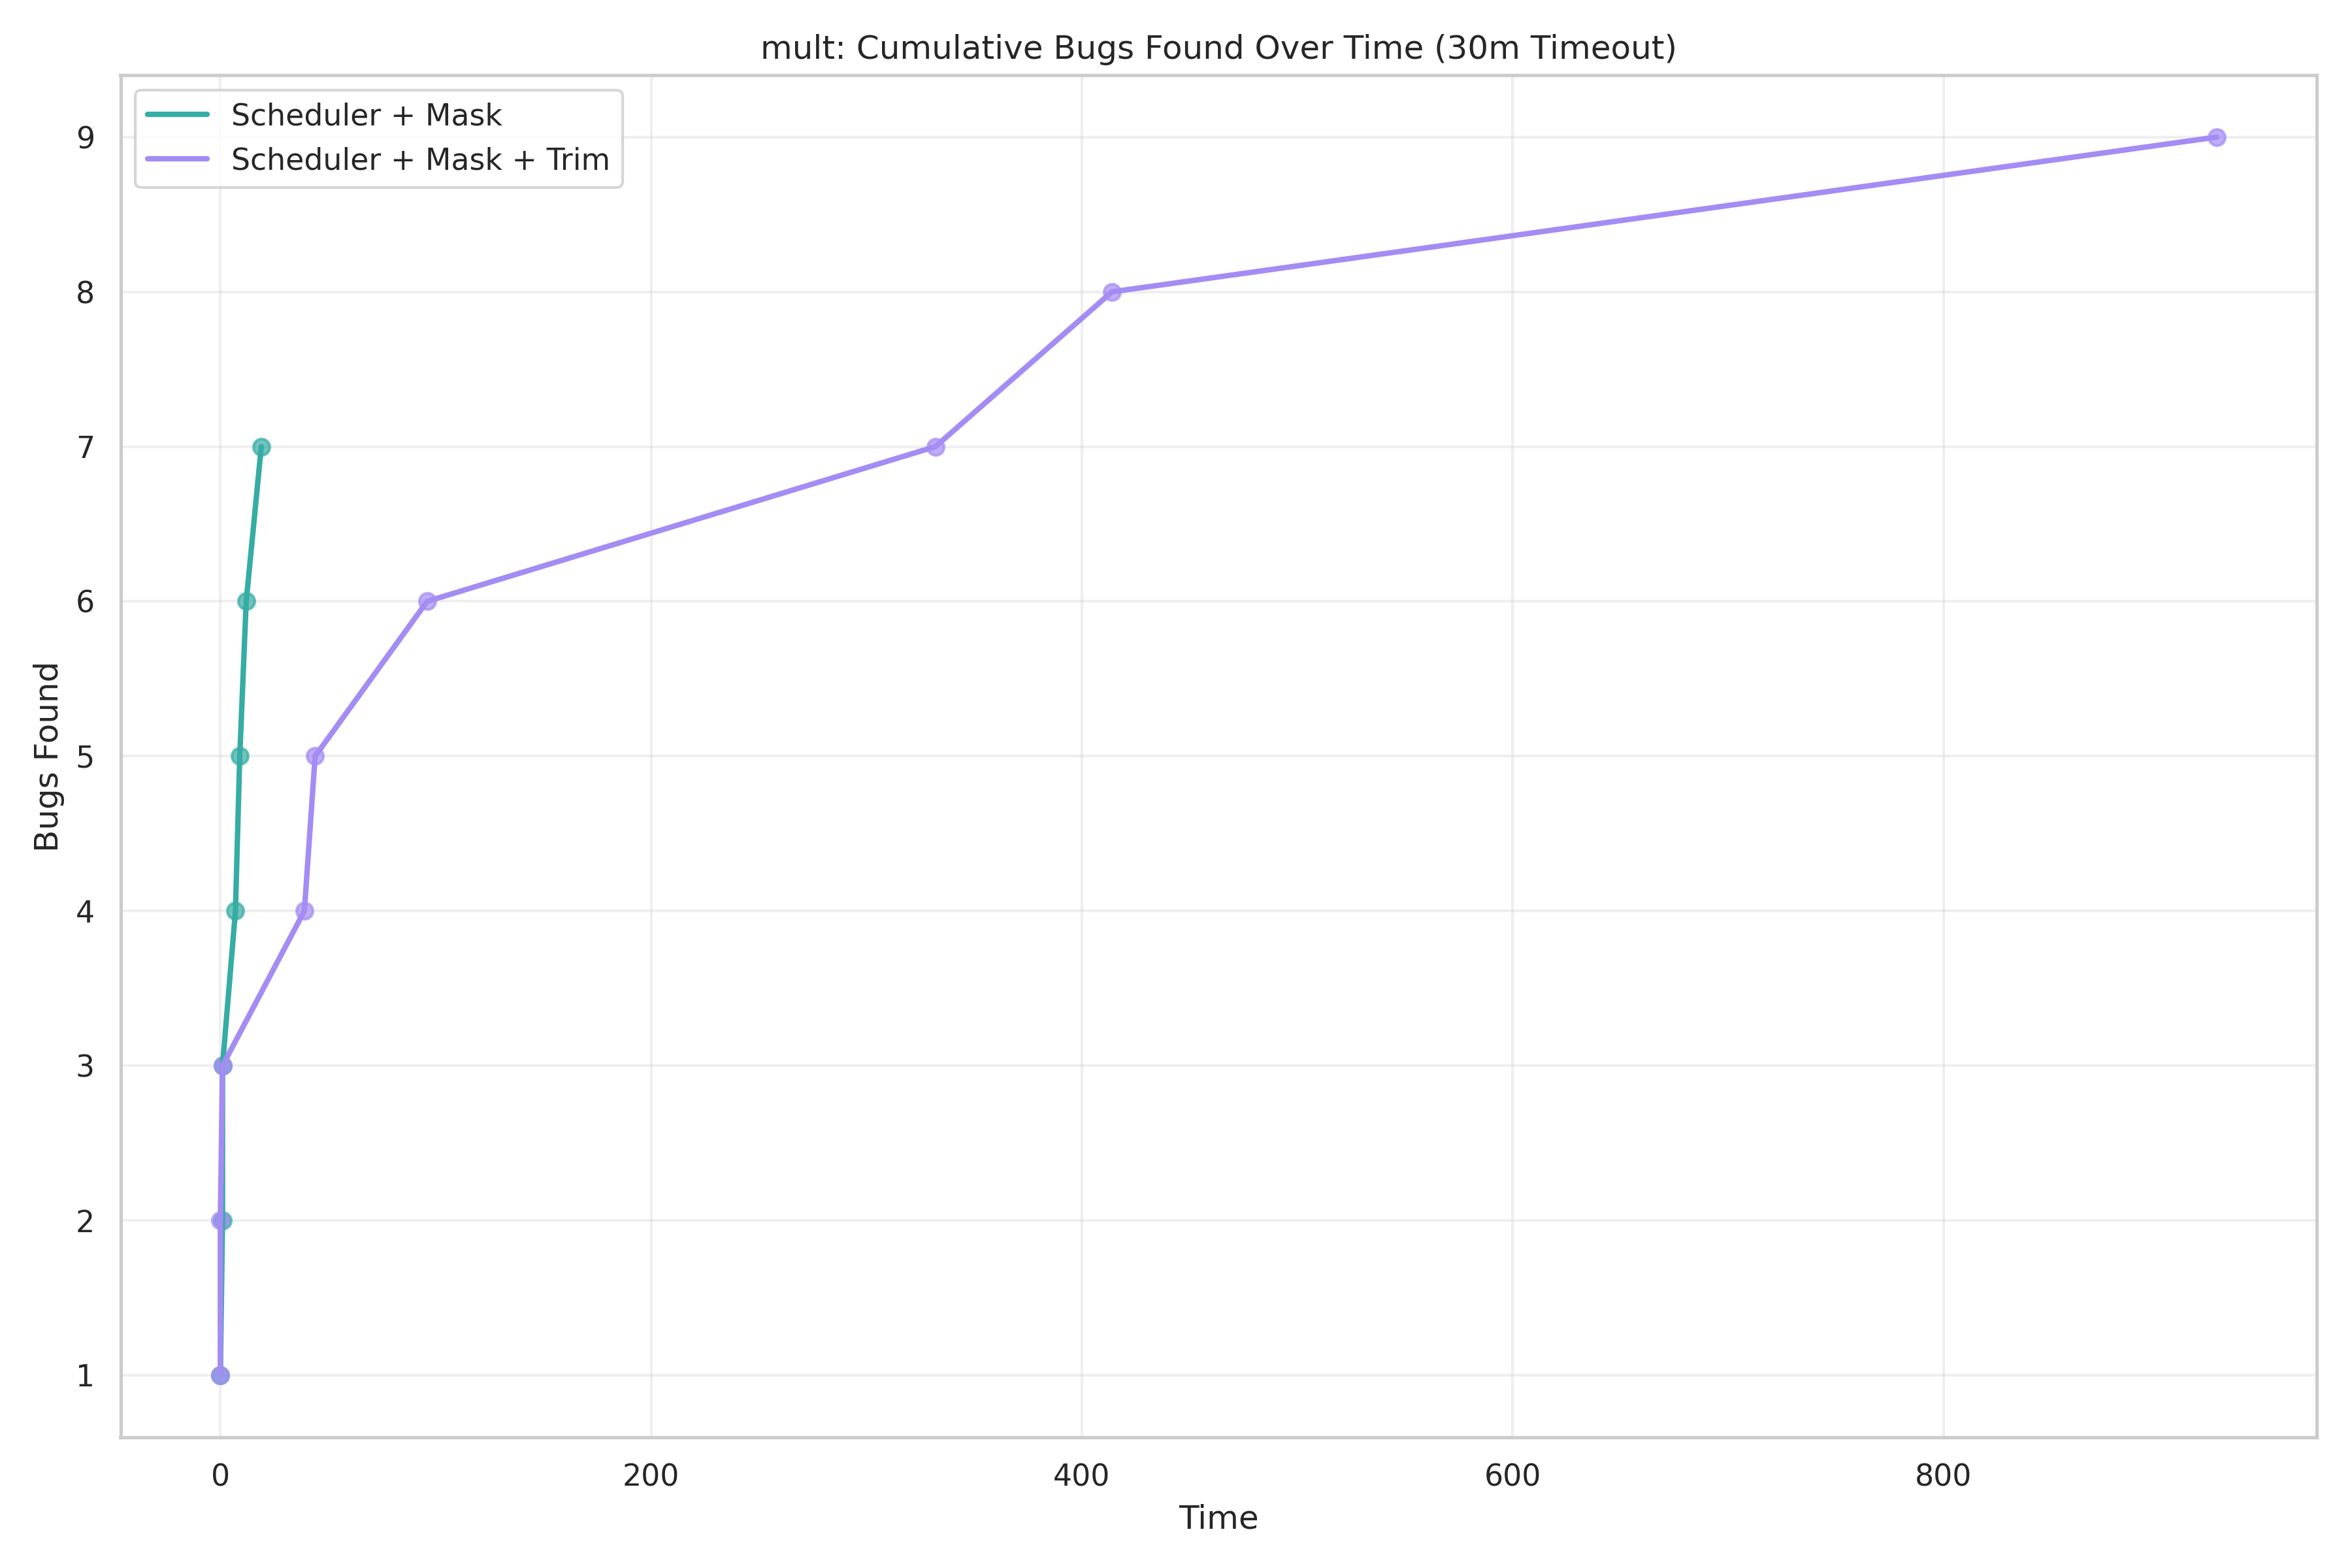 mult: Cumulative Bugs Found Over Time (30m Timeout)
Scheduler + Mask
Scheduler + Mask + Trim
Bugs Found
9
8
7
6
5
4
3
2
1
0 200 400 600 800
Time